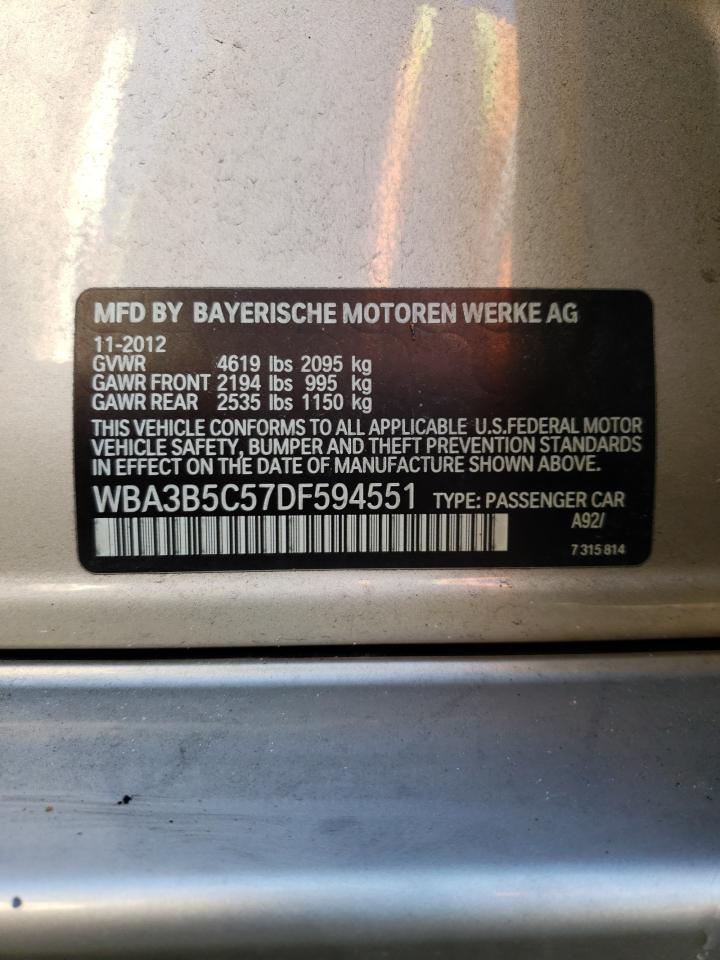 MFD BY BAYERISCHE MOTOREN WERKE AG
11-2012
GVWR 4619 lbs 2095 kg
GAWR FRONT 2194 lbs 995 kg
GAWR REAR 2535 lbs 1150 kg
THIS VEHICLE CONFORMS TO ALL APPLICABLE U.S.FEDERAL MOTOR
VEHICLE SAFETY, BUMPER AND THEFT PREVENTION STANDARDS
IN EFFECT ON THE DATE OF MANUFACTURE SHOWN ABOVE.
WBA3B5C57DF594551 TYPE: PASSENGER CAR
A92/
7 315 814